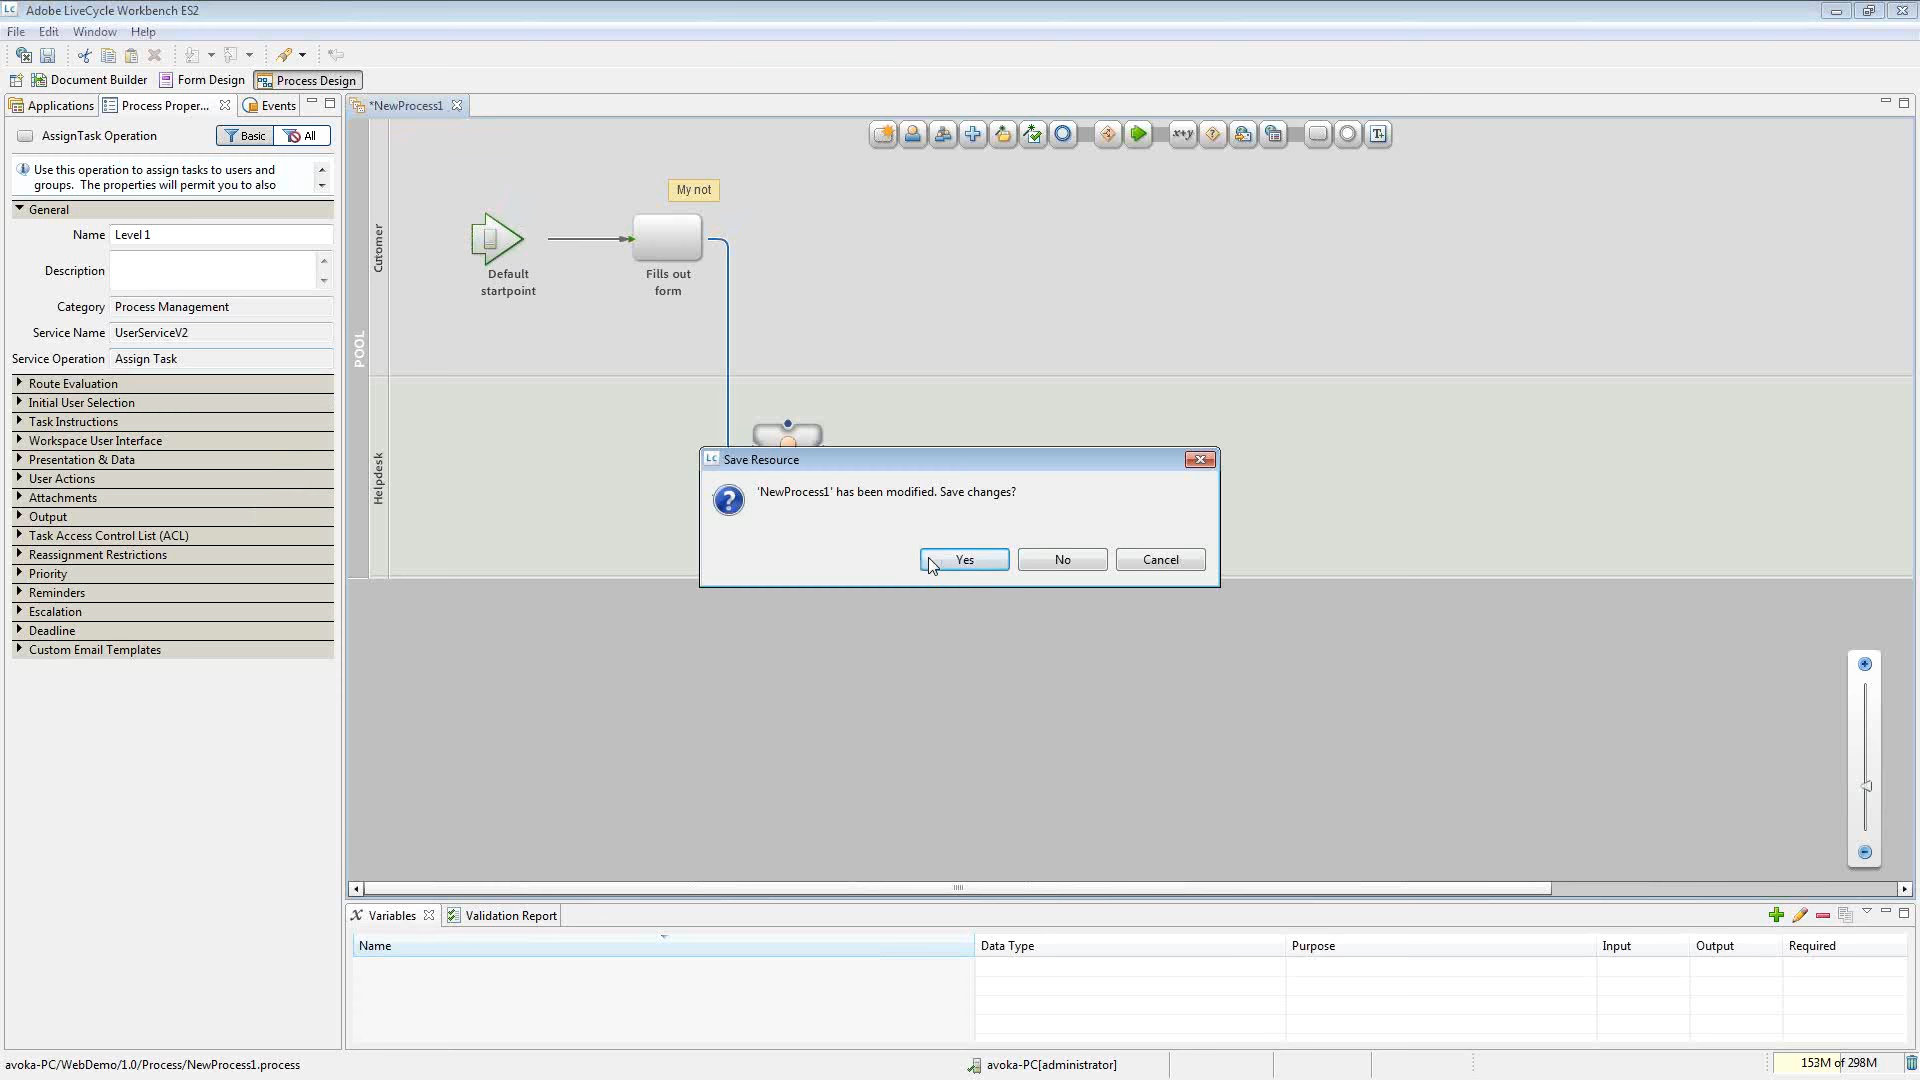 Lc Adobe LiveCycle Workbench ES2
File Edit Window Help
Document Builder Form Design Process Design
Applications Process Proper... Events
*NewProcess1
AssignTask Operation Basic All
Use this operation to assign tasks to users and
groups. The properties will permit you to also
General
Name Level 1
Description
Category Process Management
Service Name UserServiceV2
Service Operation Assign Task
Route Evaluation
Initial User Selection
Task Instructions
Workspace User Interface
Presentation & Data
User Actions
Attachments
Output
Task Access Control List (ACL)
Reassignment Restrictions
Priority
Reminders
Escalation
Deadline
Custom Email Templates
x+y
T
My not
POOL
Cutomer
Default
startpoint
Fills out
form
Helpdesk
Lc Save Resource
'NewProcess1' has been modified. Save changes?
Yes No Cancel
x Variables Validation Report
Name Data Type Purpose Input Output Required
avoka-PC/WebDemo/1.0/Process/NewProcess1.process
avoka-PC[administrator]
153M of 298M